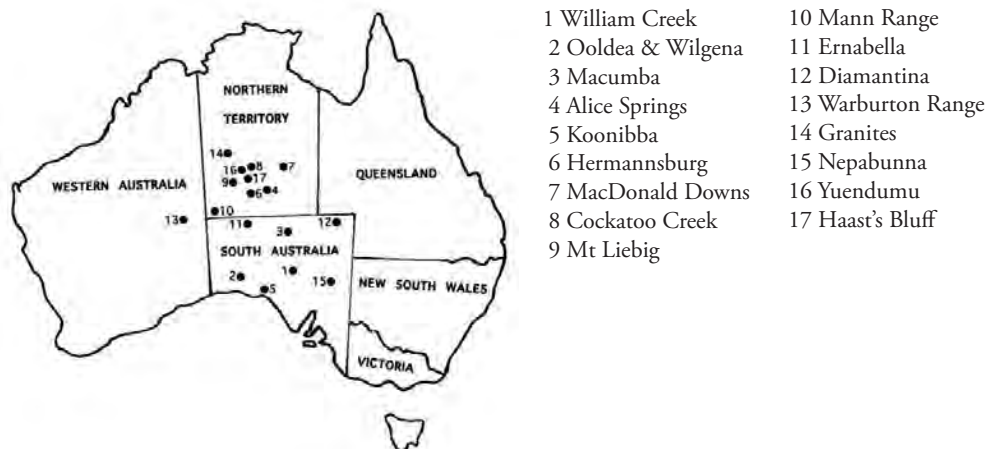 NORTHERN
TERRITORY
14
8
16
7
17
9
6
4
WESTERN AUSTRALIA
QUEENSLAND
13
10
11
12
3
SOUTH AUSTRALIA
2
1
15
5
NEW SOUTH WALES
VICTORIA
1 William Creek
2 Ooldea & Wilgena
3 Macumba
4 Alice Springs
5 Koonibba
6 Hermannsburg
7 MacDonald Downs
8 Cockatoo Creek
9 Mt Liebig
10 Mann Range
11 Ernabella
12 Diamantina
13 Warburton Range
14 Granites
15 Nepabunna
16 Yuendumu
17 Haast’s Bluff